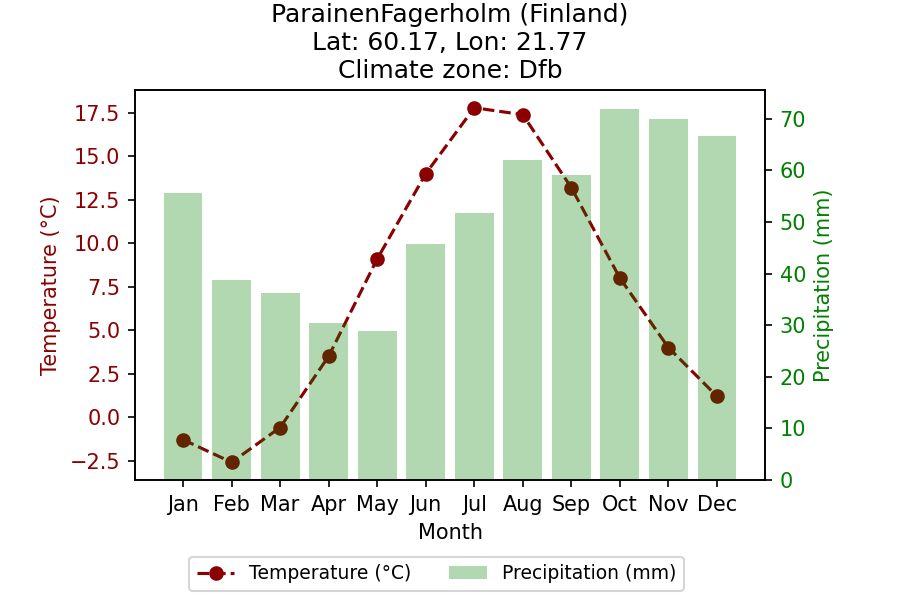 ParainenFagerholm (Finland)
Lat: 60.17, Lon: 21.77
Climate zone: Dfb
17.5
15.0
12.5
10.0
7.5
5.0
2.5
0.0
−2.5
Temperature (°C)
70
60
50
40
30
20
10
0
Precipitation (mm)
Jan Feb Mar Apr May Jun Jul Aug Sep Oct Nov Dec
Month
Temperature (°C) Precipitation (mm)